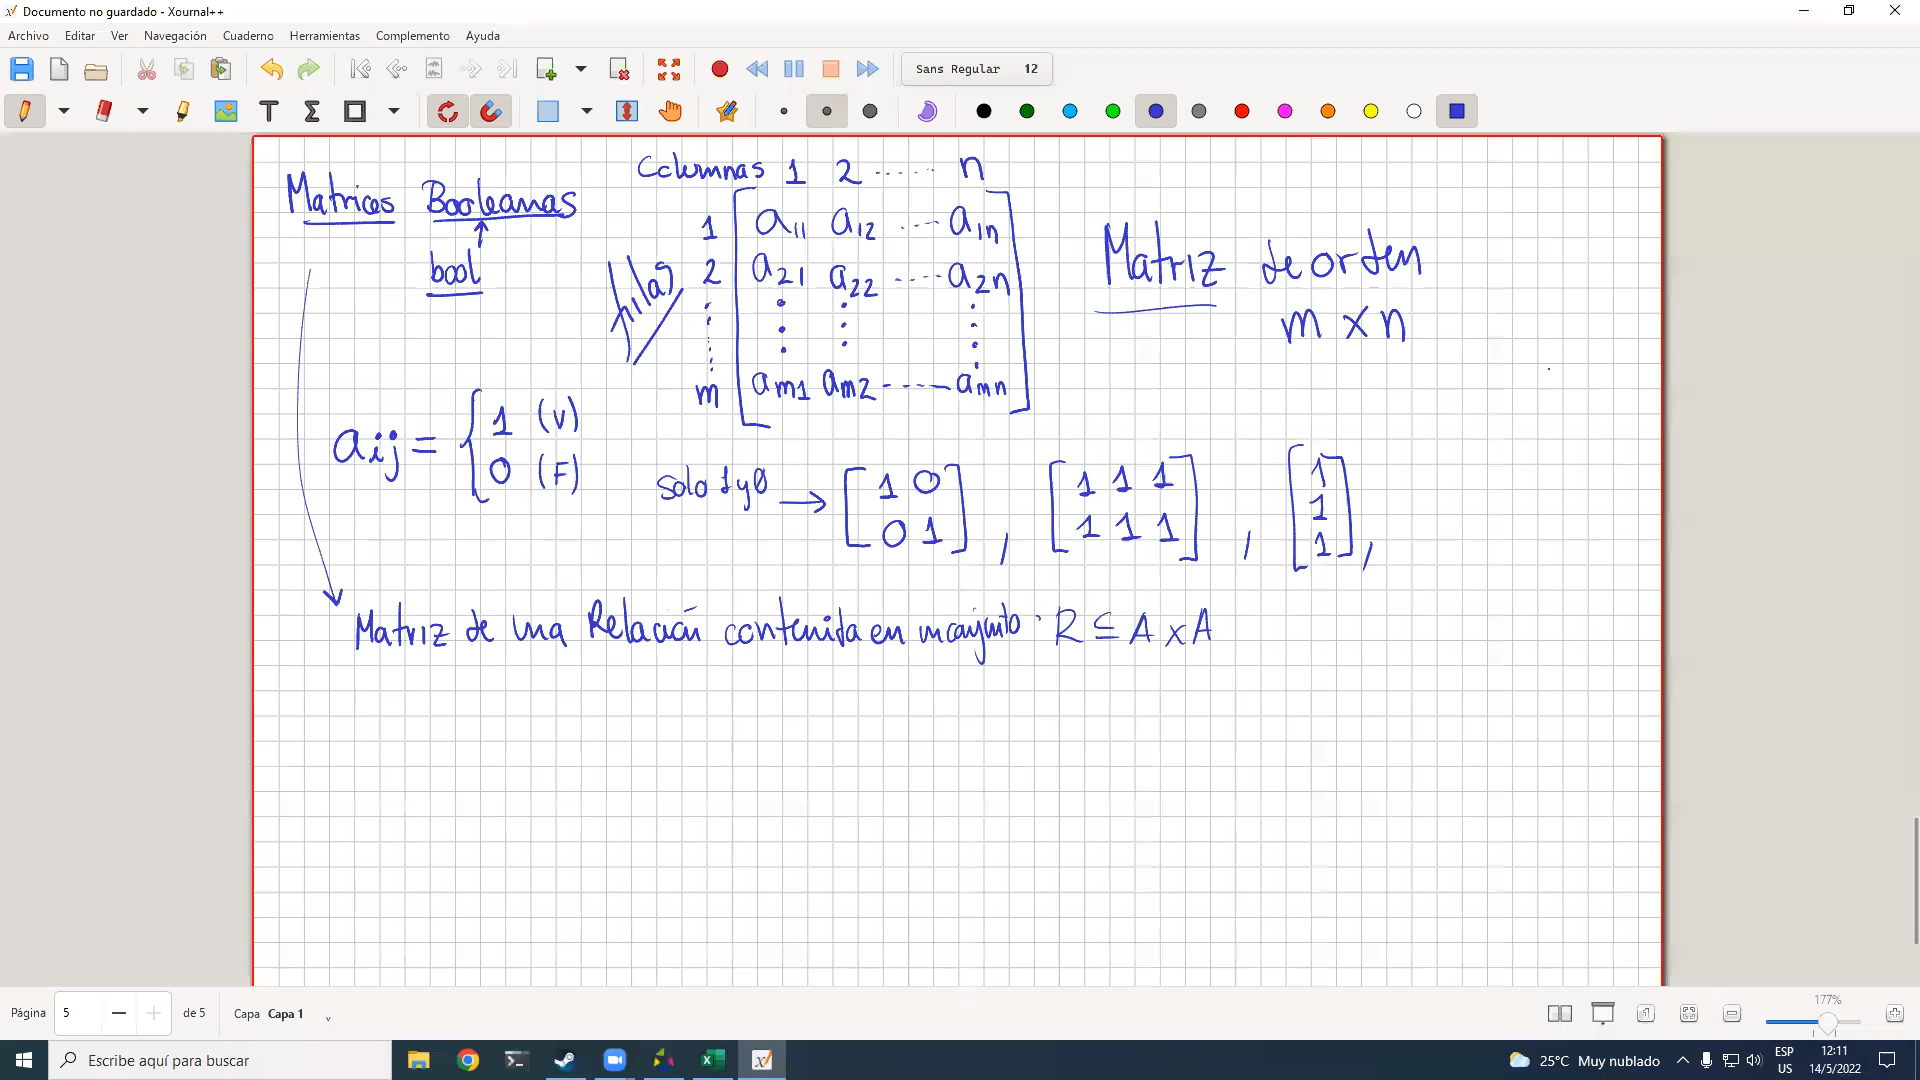 Documento no guardado - Xournal++
Archivo Editar Ver Navegación Cuaderno Herramientas Complemento Ayuda
Sans Regular 12
Matrices Booleanas
bool
Columnas 1 2 ...... n
filas
1 a11 a12 ..... a1n
2 a21 a22 ..... a2n
m am1 am2 ...... amn
Matriz de orden
m x n
aij = { 1 (V)
0 (F)
solo 1 y 0 → [1 0
0 1] , [1 1 1
1 1 1] , [1
1
1] ,
Matriz de una Relación contenida en un conjunto. R ⊆ A x A
Página 5 de 5 Capa Capa 1
177%
Escribe aquí para buscar
25°C Muy nublado
ESP
US
12:11
14/5/2022